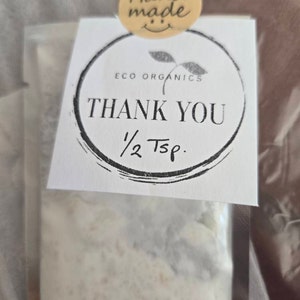 made
ECO ORGANICS
THANK YOU
1/2 Tsp.